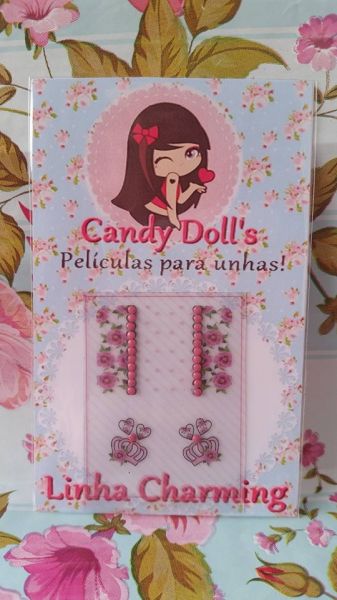 Candy Doll's
Películas para unhas!
Linha Charming